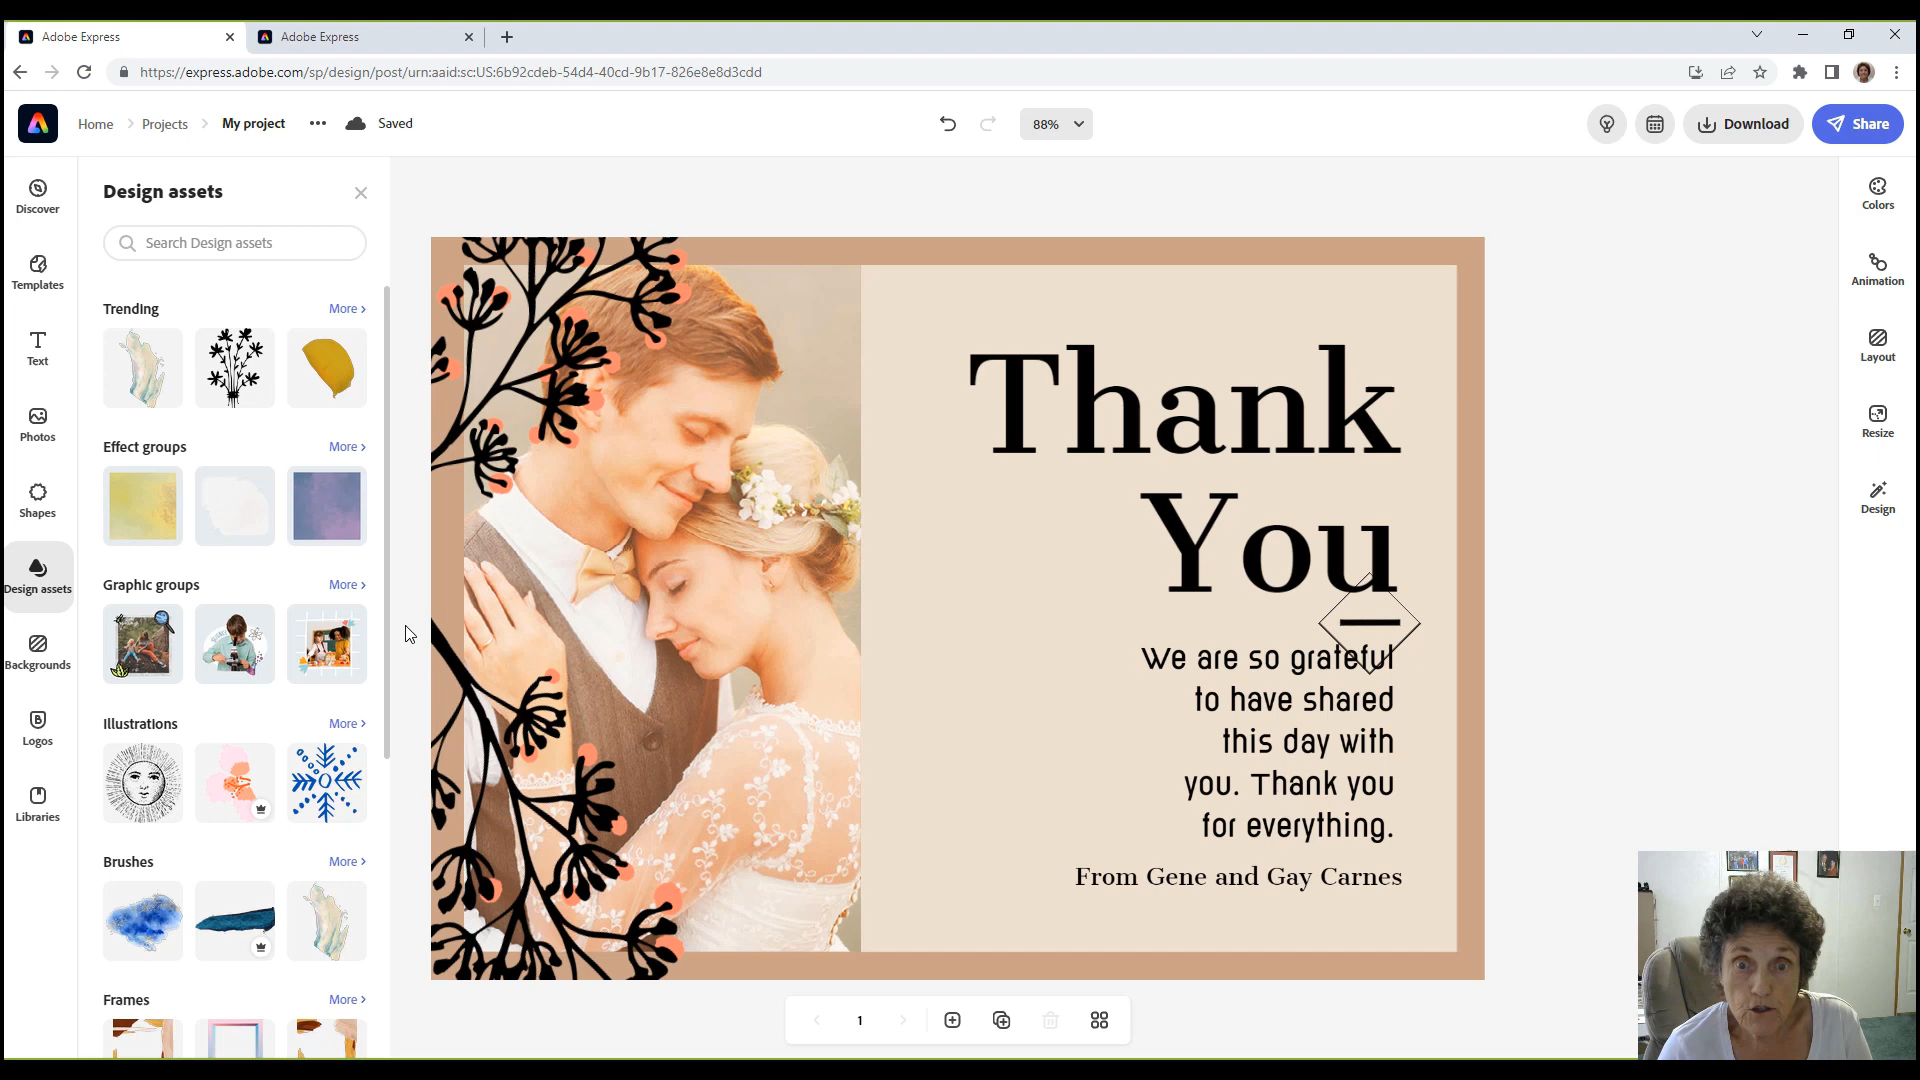 Adobe Express
Adobe Express
https://express.adobe.com/sp/design/post/urn:aaid:sc:US:6b92cdeb-54d4-40cd-9b17-826e8e8d3cdd
Home
Projects
My project
Saved
88%
Download
Share
Discover
Templates
Text
Photos
Shapes
Design assets
Backgrounds
Logos
Libraries
Design assets
Search Design assets
Trending
More
Effect groups
More
Graphic groups
More
Illustrations
More
Brushes
More
Frames
More
Thank
You
We are so grateful
to have shared
this day with
you. Thank you
for everything.
From Gene and Gay Carnes
1
Colors
Animation
Layout
Resize
Design